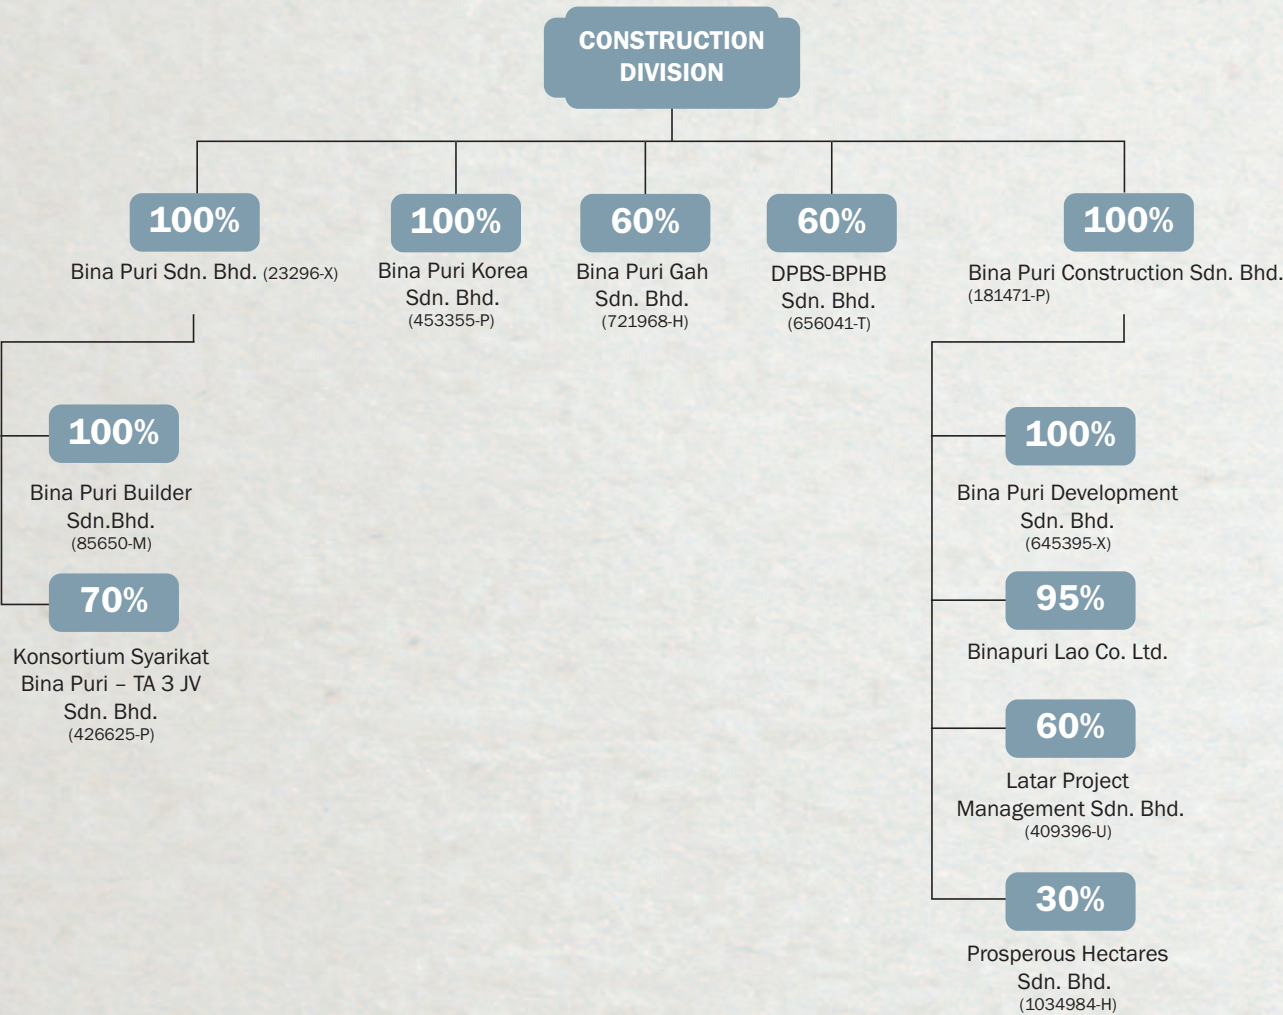 CONSTRUCTION
DIVISION
100%
Bina Puri Sdn. Bhd. (23296-X)
100%
Bina Puri Korea
Sdn. Bhd.
(453355-P)
60%
Bina Puri Gah
Sdn. Bhd.
(721968-H)
60%
DPBS-BPHB
Sdn. Bhd.
(656041-T)
100%
Bina Puri Construction Sdn. Bhd.
(181471-P)
100%
Bina Puri Builder
Sdn.Bhd.
(85650-M)
70%
Konsortium Syarikat
Bina Puri – TA 3 JV
Sdn. Bhd.
(426625-P)
100%
Bina Puri Development
Sdn. Bhd.
(645395-X)
95%
Binapuri Lao Co. Ltd.
60%
Latar Project
Management Sdn. Bhd.
(409396-U)
30%
Prosperous Hectares
Sdn. Bhd.
(1034984-H)